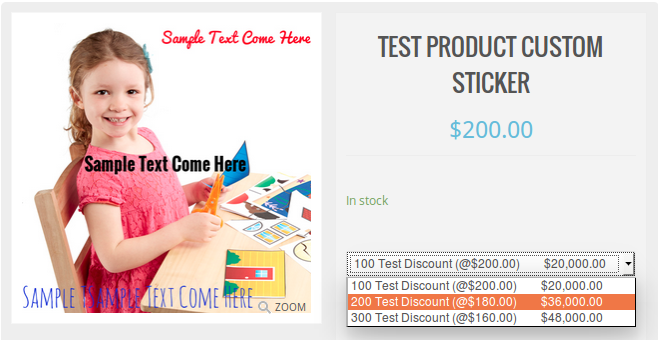 Sample Text Come Here
Sample Text Come Here
Sample TSample Text Come Here
ZOOM
TEST PRODUCT CUSTOM
STICKER
$200.00
In stock
100 Test Discount (@$200.00) $20,000.00
100 Test Discount (@$200.00) $20,000.00
200 Test Discount (@$180.00) $36,000.00
300 Test Discount (@$160.00) $48,000.00